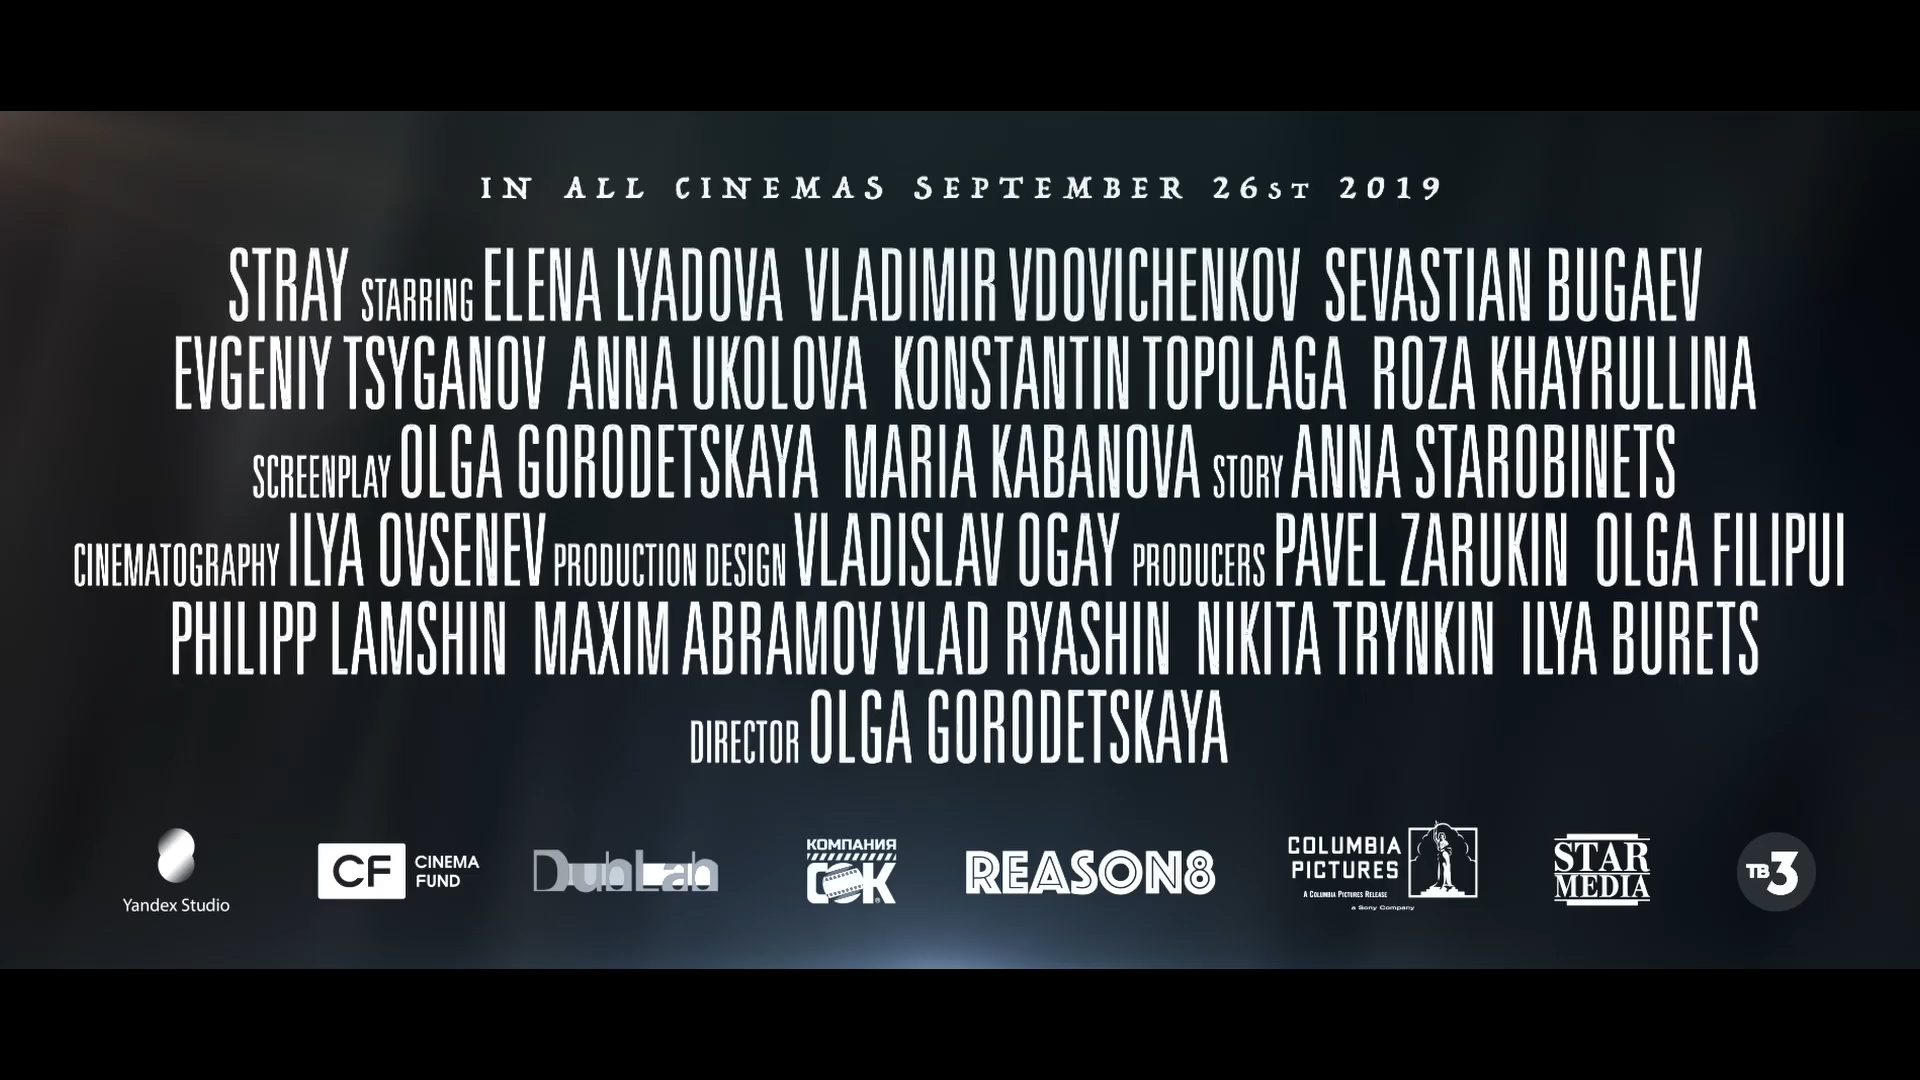 IN ALL CINEMAS SEPTEMBER 26ST 2019
STRAY STARRING ELENA LYADOVA VLADIMIR VDOVICHENKOV SEVASTIAN BUGAEV
EVGENIY TSYGANOV ANNA UKOLOVA KONSTANTIN TOPOLAGA ROZA KHAYRULLINA
SCREENPLAY OLGA GORODETSKAYA MARIA KABANOVA STORY ANNA STAROBINETS
CINEMATOGRAPHY ILYA OVSENEV PRODUCTION DESIGN VLADISLAV OGAY PRODUCERS PAVEL ZARUKIN OLGA FILIPUI
PHILIPP LAMSHIN MAXIM ABRAMOV VLAD RYASHIN NIKITA TRYNKIN ILYA BURETS
DIRECTOR OLGA GORODETSKAYA
Yandex Studio
CF CINEMA
FUND
DubLab
КОМПАНИЯ
СОК
REASON8
COLUMBIA
PICTURES
A COLUMBIA PICTURES RELEASE
a Sony Company
STAR
MEDIA
ТВ3